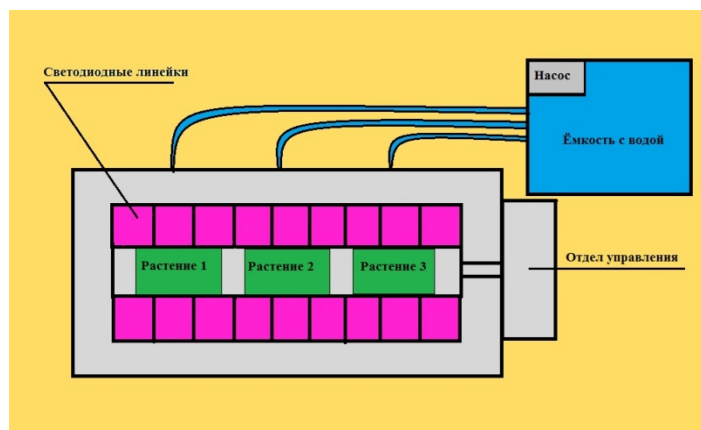 Светодиодные линейки
Насос
Ёмкость с водой
Растение 1
Растение 2
Растение 3
Отдел управления